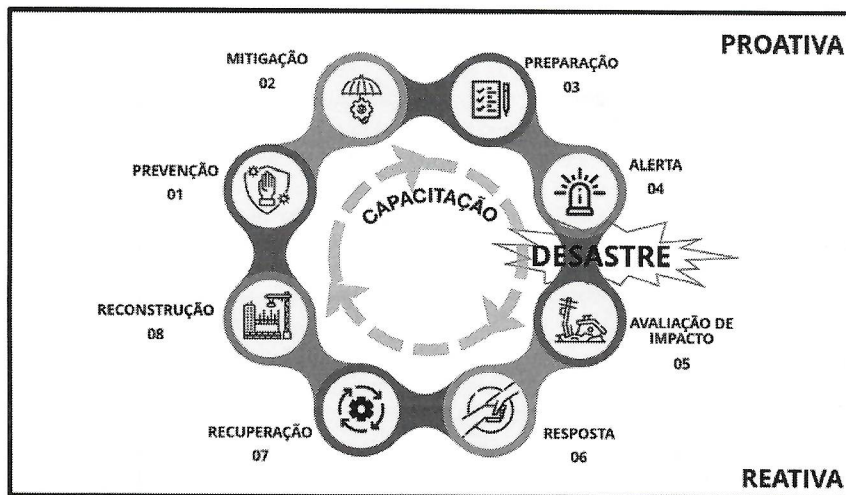 PROATIVA
MITIGAÇÃO
02
PREPARAÇÃO
03
PREVENÇÃO
01
ALERTA
04
CAPACITAÇÃO
DESASTRE
RECONSTRUÇÃO
08
AVALIAÇÃO DE
IMPACTO
05
RECUPERAÇÃO
07
RESPOSTA
06
REATIVA